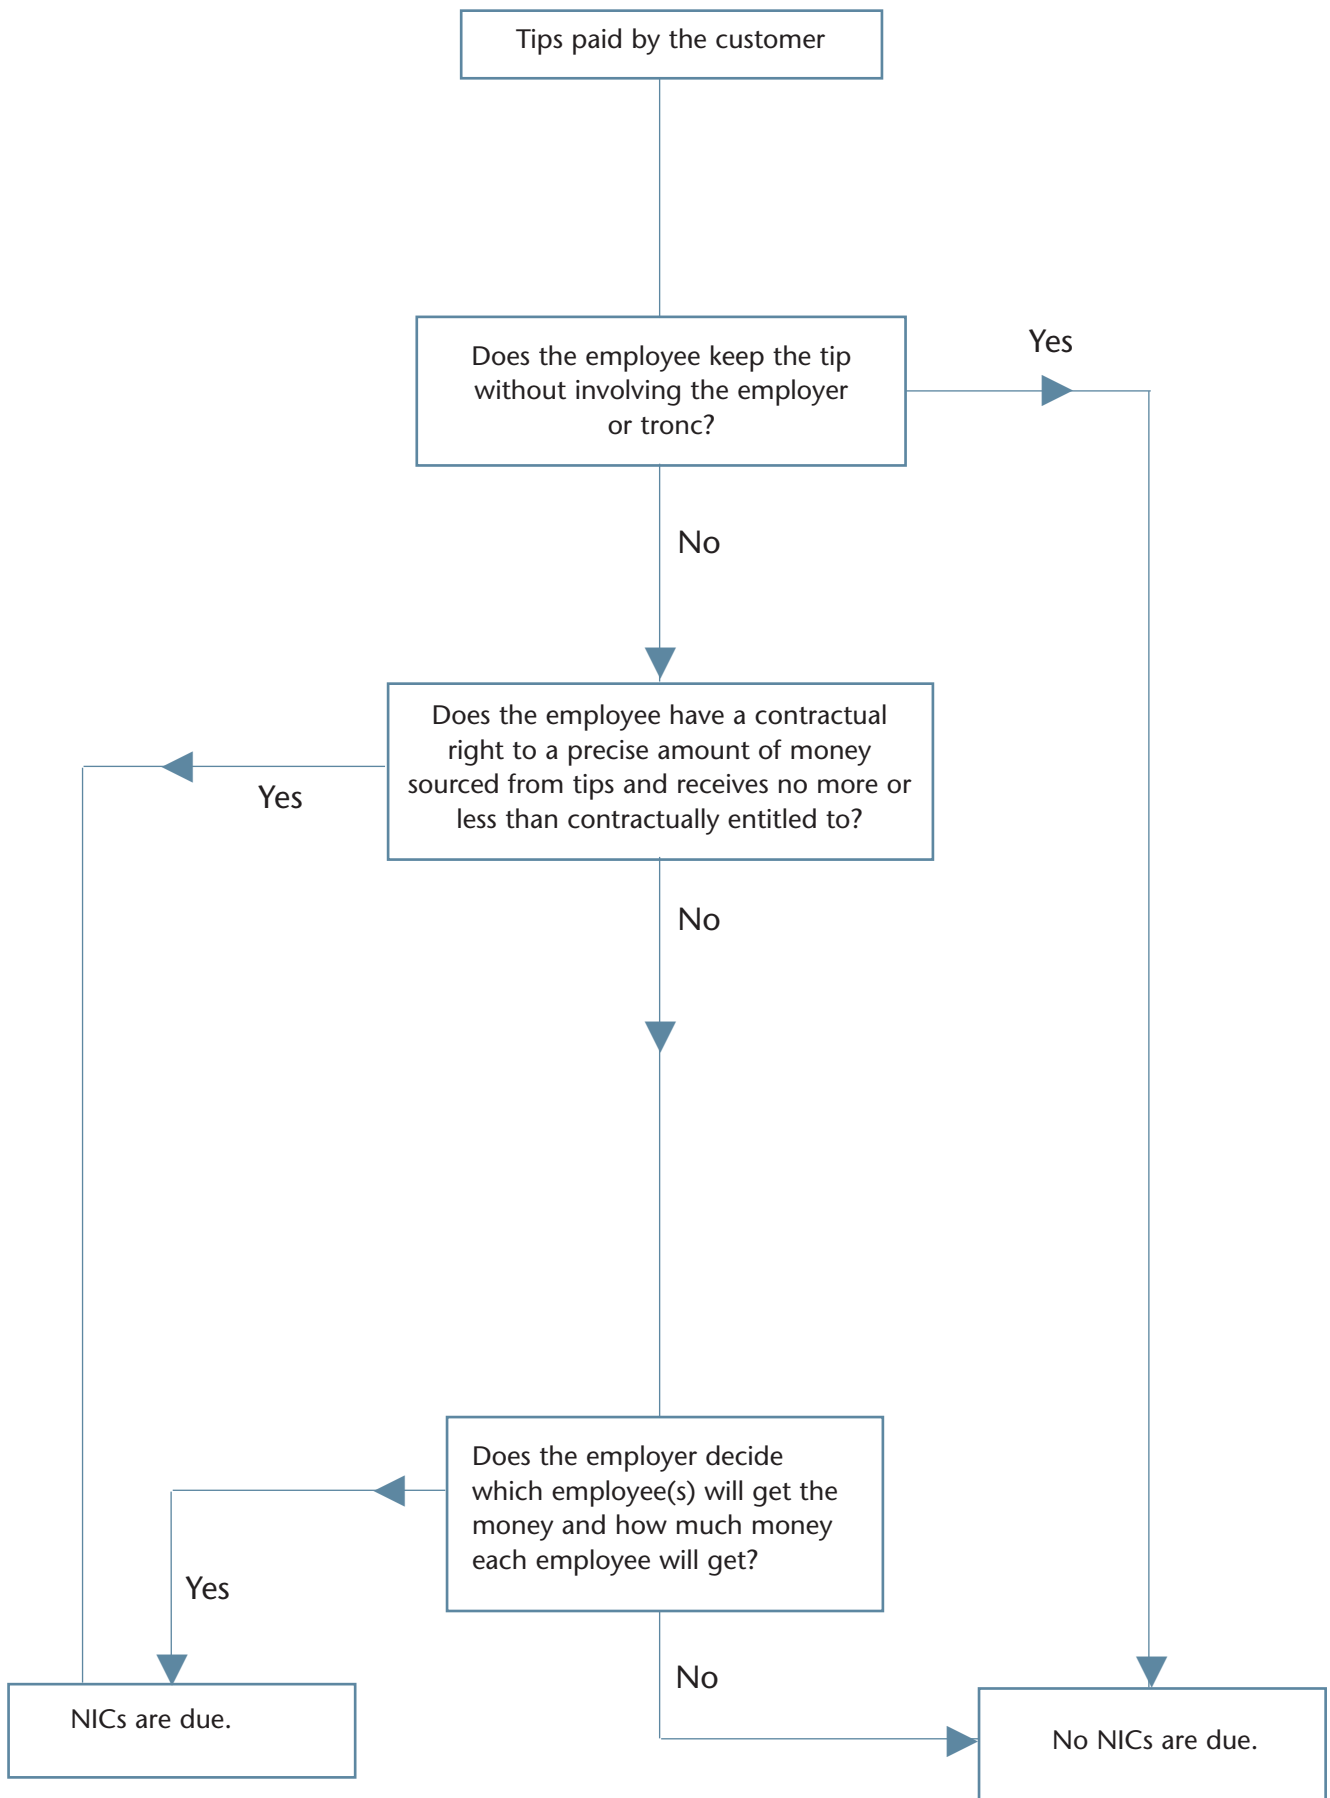 Tips paid by the customer
Does the employee keep the tip
without involving the employer
or tronc?
Yes
No
Does the employee have a contractual
right to a precise amount of money
sourced from tips and receives no more or
less than contractually entitled to?
Yes
No
Does the employer decide
which employee(s) will get the
money and how much money
each employee will get?
Yes
No
NICs are due.
No NICs are due.